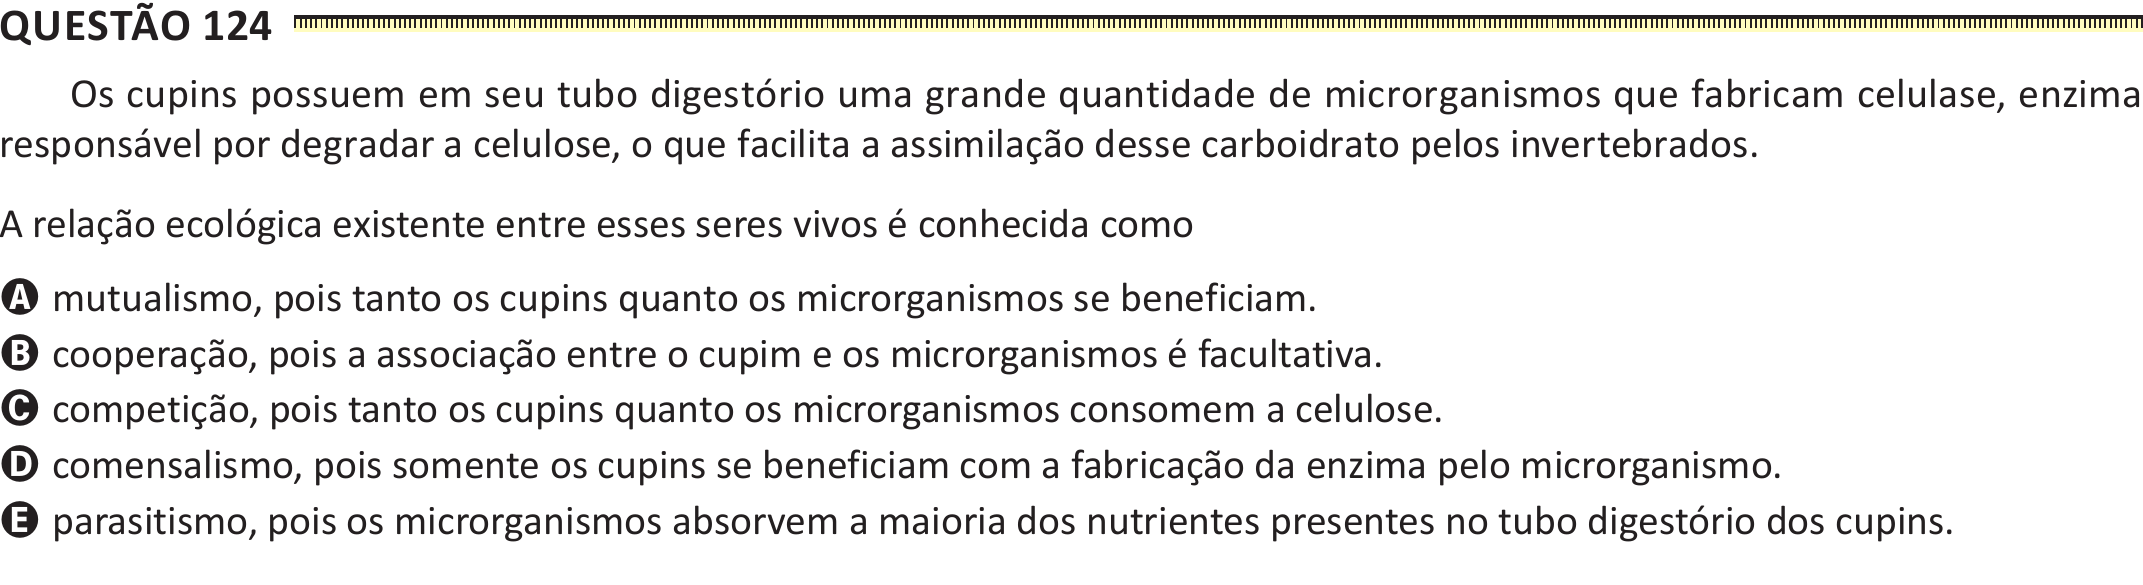 QUESTÃO 124
Os cupins possuem em seu tubo digestório uma grande quantidade de microrganismos que fabricam celulase, enzima
responsável por degradar a celulose, o que facilita a assimilação desse carboidrato pelos invertebrados.
A relação ecológica existente entre esses seres vivos é conhecida como
A mutualismo, pois tanto os cupins quanto os microrganismos se beneficiam.
B cooperação, pois a associação entre o cupim e os microrganismos é facultativa.
C competição, pois tanto os cupins quanto os microrganismos consomem a celulose.
D comensalismo, pois somente os cupins se beneficiam com a fabricação da enzima pelo microrganismo.
E parasitismo, pois os microrganismos absorvem a maioria dos nutrientes presentes no tubo digestório dos cupins.